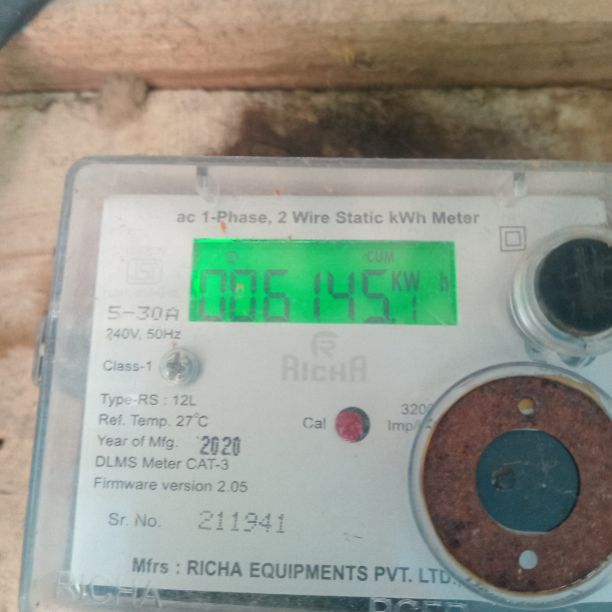 ac 1-Phase, 2 Wire Static kWh Meter
CUM
006145.1 KW h
5-30A
240V, 50Hz
RICHA
Class-1
Type-RS : 12L
Ref. Temp. 27°C
Cal
Year of Mfg. 2020
DLMS Meter CAT-3
Firmware version 2.05
Sr. No. 211941
Mfrs : RICHA EQUIPMENTS PVT. LTD.
RICHA